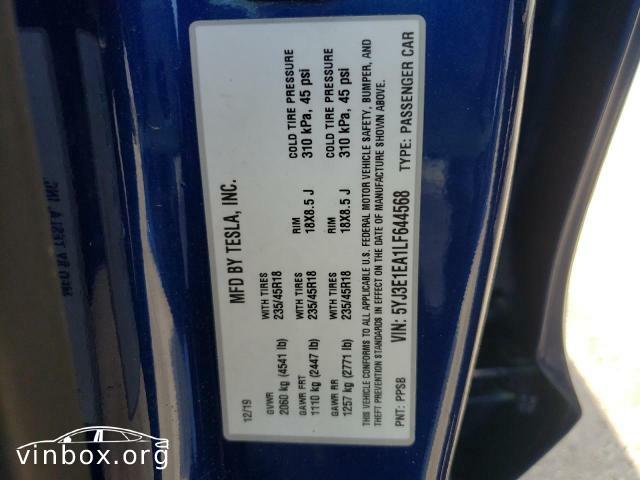 MFD BY TESLA, INC.
12/19
GVWR
2060 kg (4541 lb)
WITH TIRES
235/45R18
COLD TIRE PRESSURE
310 kPa, 45 psi
GAWR FRT
1110 kg (2447 lb)
WITH TIRES
235/45R18
RIM
18X8.5 J
GAWR RR
1257 kg (2771 lb)
WITH TIRES
235/45R18
RIM
18X8.5 J
COLD TIRE PRESSURE
310 kPa, 45 psi
THIS VEHICLE CONFORMS TO ALL APPLICABLE U.S. FEDERAL MOTOR VEHICLE SAFETY, BUMPER, AND
THEFT PREVENTION STANDARDS IN EFFECT ON THE DATE OF MANUFACTURE SHOWN ABOVE.
PNT: PPSB VIN: 5YJ3E1EA1LF644568 TYPE: PASSENGER CAR
MFD BY TESLA, INC.
vinbox.org